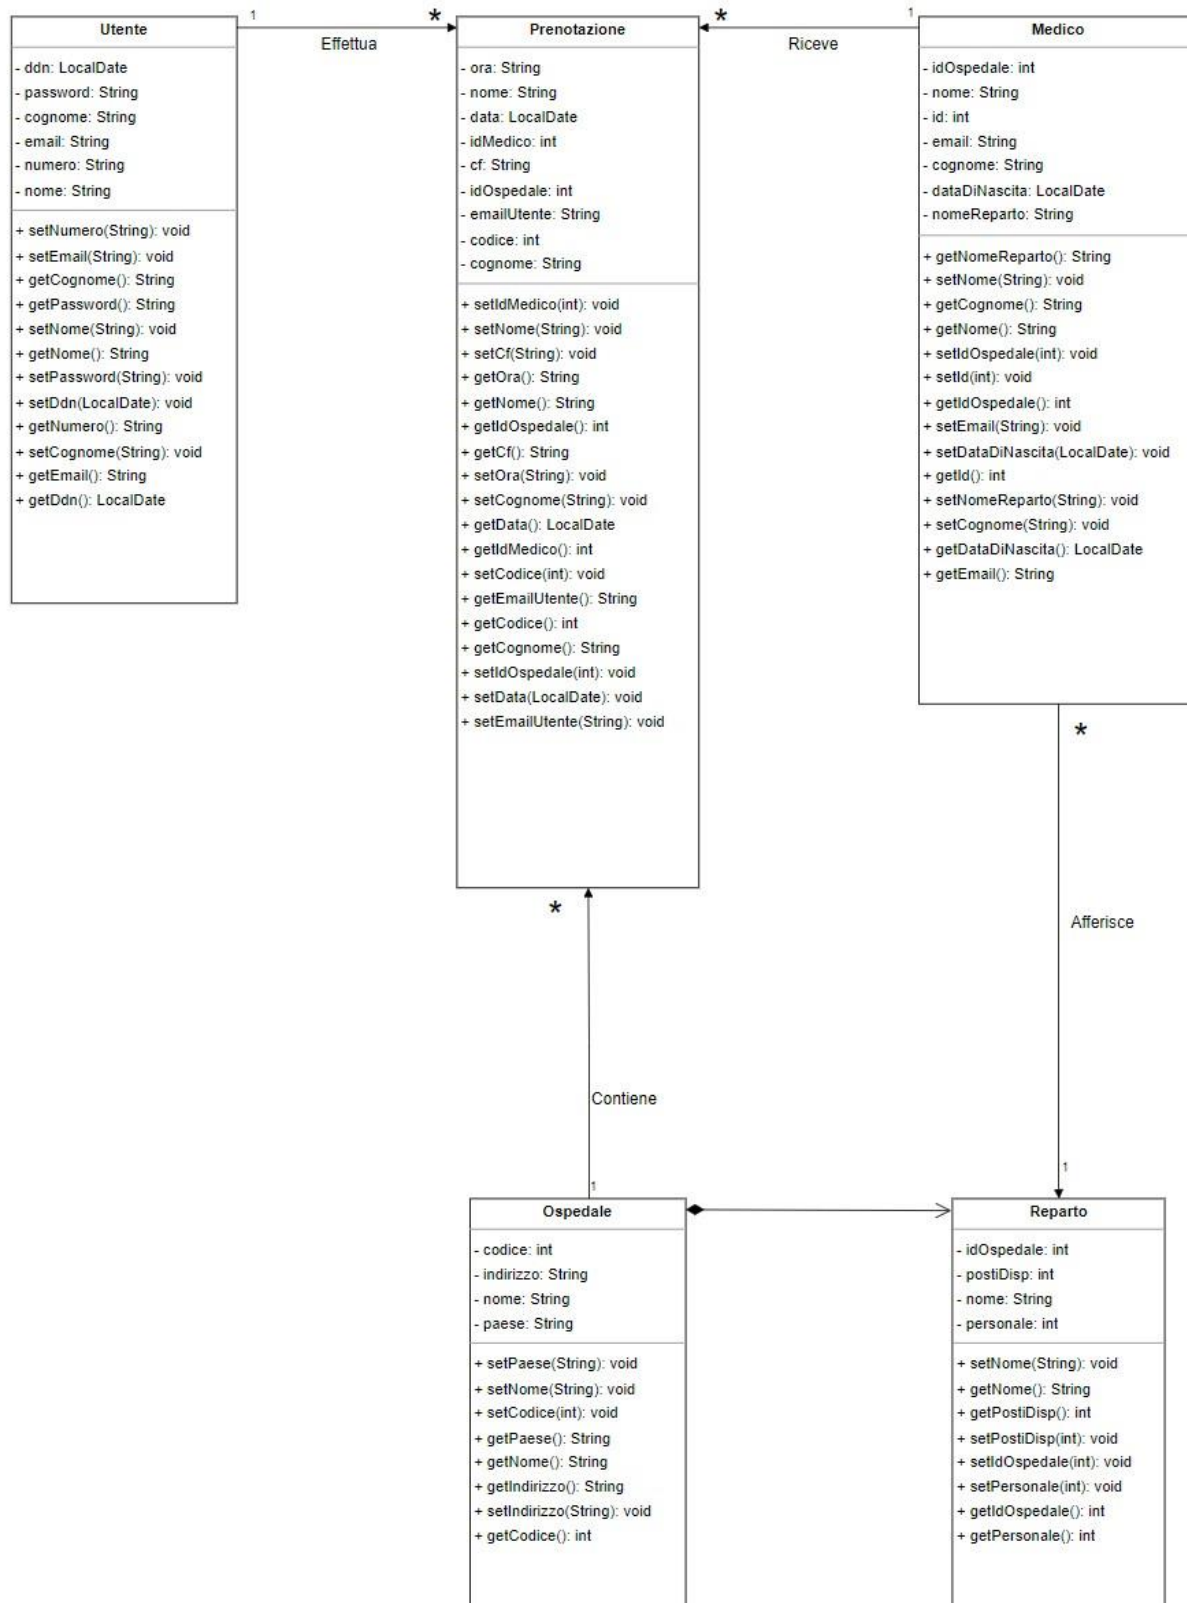 Utente
- ddn: LocalDate
- password: String
- cognome: String
- email: String
- numero: String
- nome: String
+ setNumero(String): void
+ setEmail(String): void
+ getCognome(): String
+ getPassword(): String
+ setNome(String): void
+ getNome(): String
+ setPassword(String): void
+ setDdn(LocalDate): void
+ getNumero(): String
+ setCognome(String): void
+ getEmail(): String
+ getDdn(): LocalDate
1
*
Effettua
Prenotazione
- ora: String
- nome: String
- data: LocalDate
- idMedico: int
- cf: String
- idOspedale: int
- emailUtente: String
- codice: int
- cognome: String
+ setIdMedico(int): void
+ setNome(String): void
+ setCf(String): void
+ getOra(): String
+ getNome(): String
+ getIdOspedale(): int
+ getCf(): String
+ setOra(String): void
+ setCognome(String): void
+ getData(): LocalDate
+ getIdMedico(): int
+ setCodice(int): void
+ getEmailUtente(): String
+ getCodice(): int
+ getCognome(): String
+ setIdOspedale(int): void
+ setData(LocalDate): void
+ setEmailUtente(String): void
*
1
Riceve
Medico
- idOspedale: int
- nome: String
- id: int
- email: String
- cognome: String
- dataDiNascita: LocalDate
- nomeReparto: String
+ getNomeReparto(): String
+ setNome(String): void
+ getCognome(): String
+ getNome(): String
+ setIdOspedale(int): void
+ setId(int): void
+ getIdOspedale(): int
+ setEmail(String): void
+ setDataDiNascita(LocalDate): void
+ getId(): int
+ setNomeReparto(String): void
+ setCognome(String): void
+ getDataDiNascita(): LocalDate
+ getEmail(): String
*
Afferisce
1
*
Contiene
1
Ospedale
- codice: int
- indirizzo: String
- nome: String
- paese: String
+ setPaese(String): void
+ setNome(String): void
+ setCodice(int): void
+ getPaese(): String
+ getNome(): String
+ getIndirizzo(): String
+ setIndirizzo(String): void
+ getCodice(): int
Reparto
- idOspedale: int
- postiDisp: int
- nome: String
- personale: int
+ setNome(String): void
+ getNome(): String
+ getPostiDisp(): int
+ setPostiDisp(int): void
+ setIdOspedale(int): void
+ setPersonale(int): void
+ getIdOspedale(): int
+ getPersonale(): int